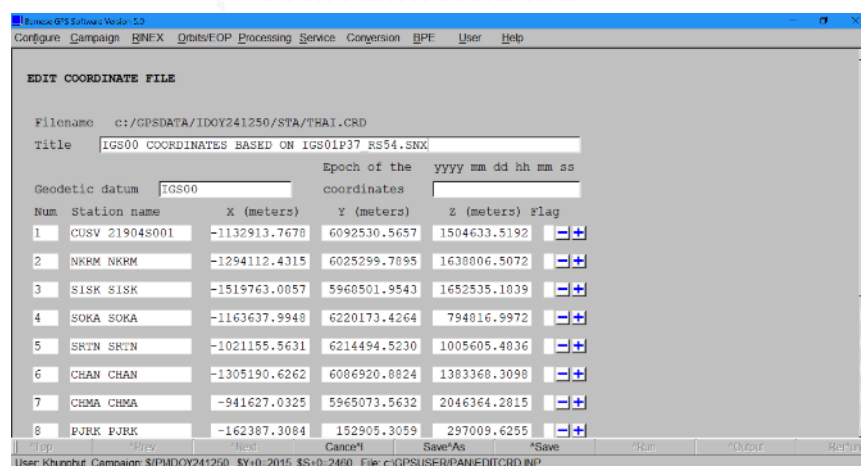 Bernese GPS Software Version 5.0
Configure Campaign RINEX Orbits/EOP Processing Service Conversion BPE User Help
EDIT COORDINATE FILE
Filename c:/GPSDATA/IDOY241250/STA/THAI.CRD
Title IGS00 COORDINATES BASED ON IGS01P37_RS54.SNX
Epoch of the yyyy mm dd hh mm ss
Geodetic datum IGS00 coordinates
Num Station name X (meters) Y (meters) Z (meters) Flag
1 CUSV 21904S001 -1132913.7678 6092530.5657 1504633.5192
2 NKRM NKRM -1294112.4315 6025299.7895 1638806.5072
3 SISK SISK -1519763.0857 5968501.9543 1652535.1839
4 SOKA SOKA -1163637.9948 6220173.4264 794816.9972
5 SRTN SRTN -1021155.5631 6214494.5230 1005605.4836
6 CHAN CHAN -1305190.6262 6086920.8824 1383368.3098
7 CHMA CHMA -941627.0325 5965073.5632 2046364.2815
8 PJRK PJRK -162387.3084 152905.3059 297009.6255
^Top ^Prev ^Next Cance^l Save^As ^Save ^Run ^Output Rer^un
User: Khunphut Campaign: ${P}/IDOY241250 $Y+0=2015 $S+0=2460 File: c:\GPSUSER/PAN\EDITCRD.INP